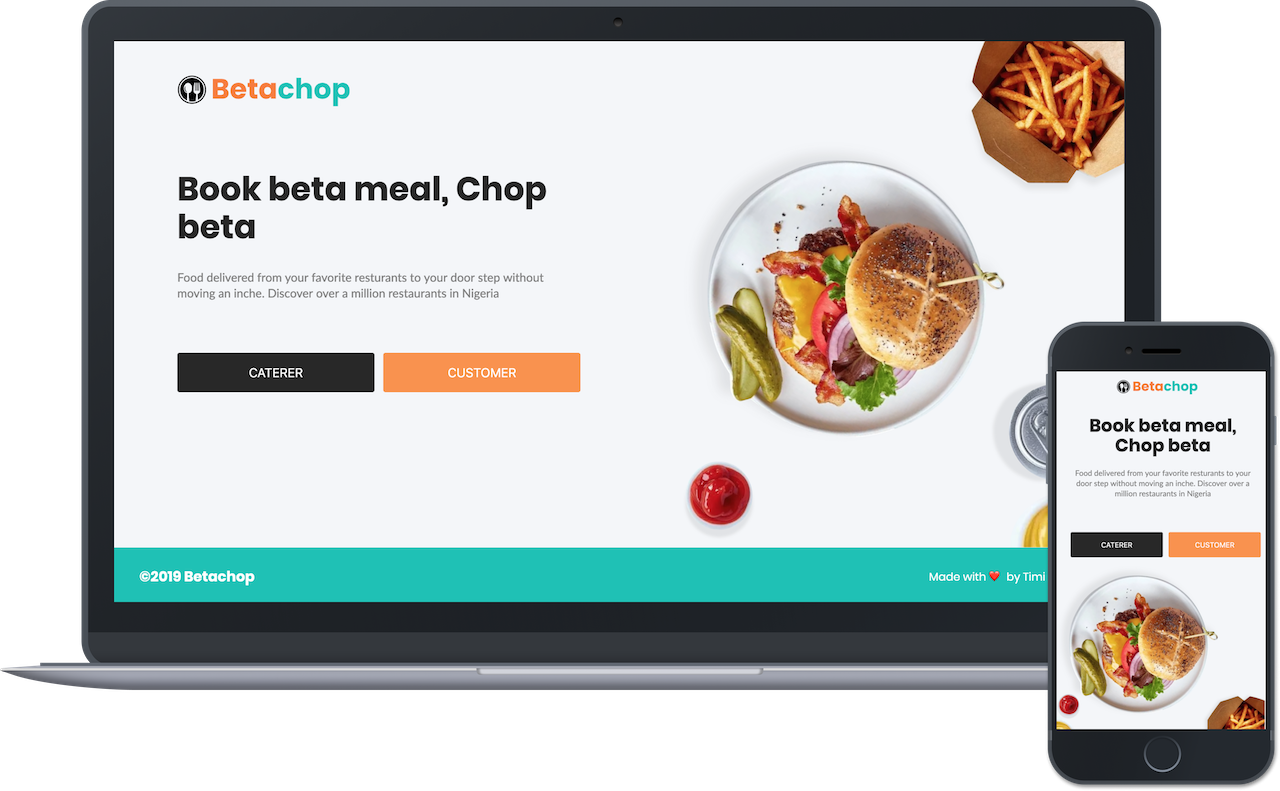 Betachop
Book beta meal, Chop
beta
Food delivered from your favorite resturants to your door step without
moving an inche. Discover over a million restaurants in Nigeria
CATERER
CUSTOMER
©2019 Betachop
Made with ❤️ by Timi
Betachop
Book beta meal,
Chop beta
Food delivered from your favorite resturants to your
door step without moving an inche. Discover over a
million restaurants in Nigeria
CATERER
CUSTOMER